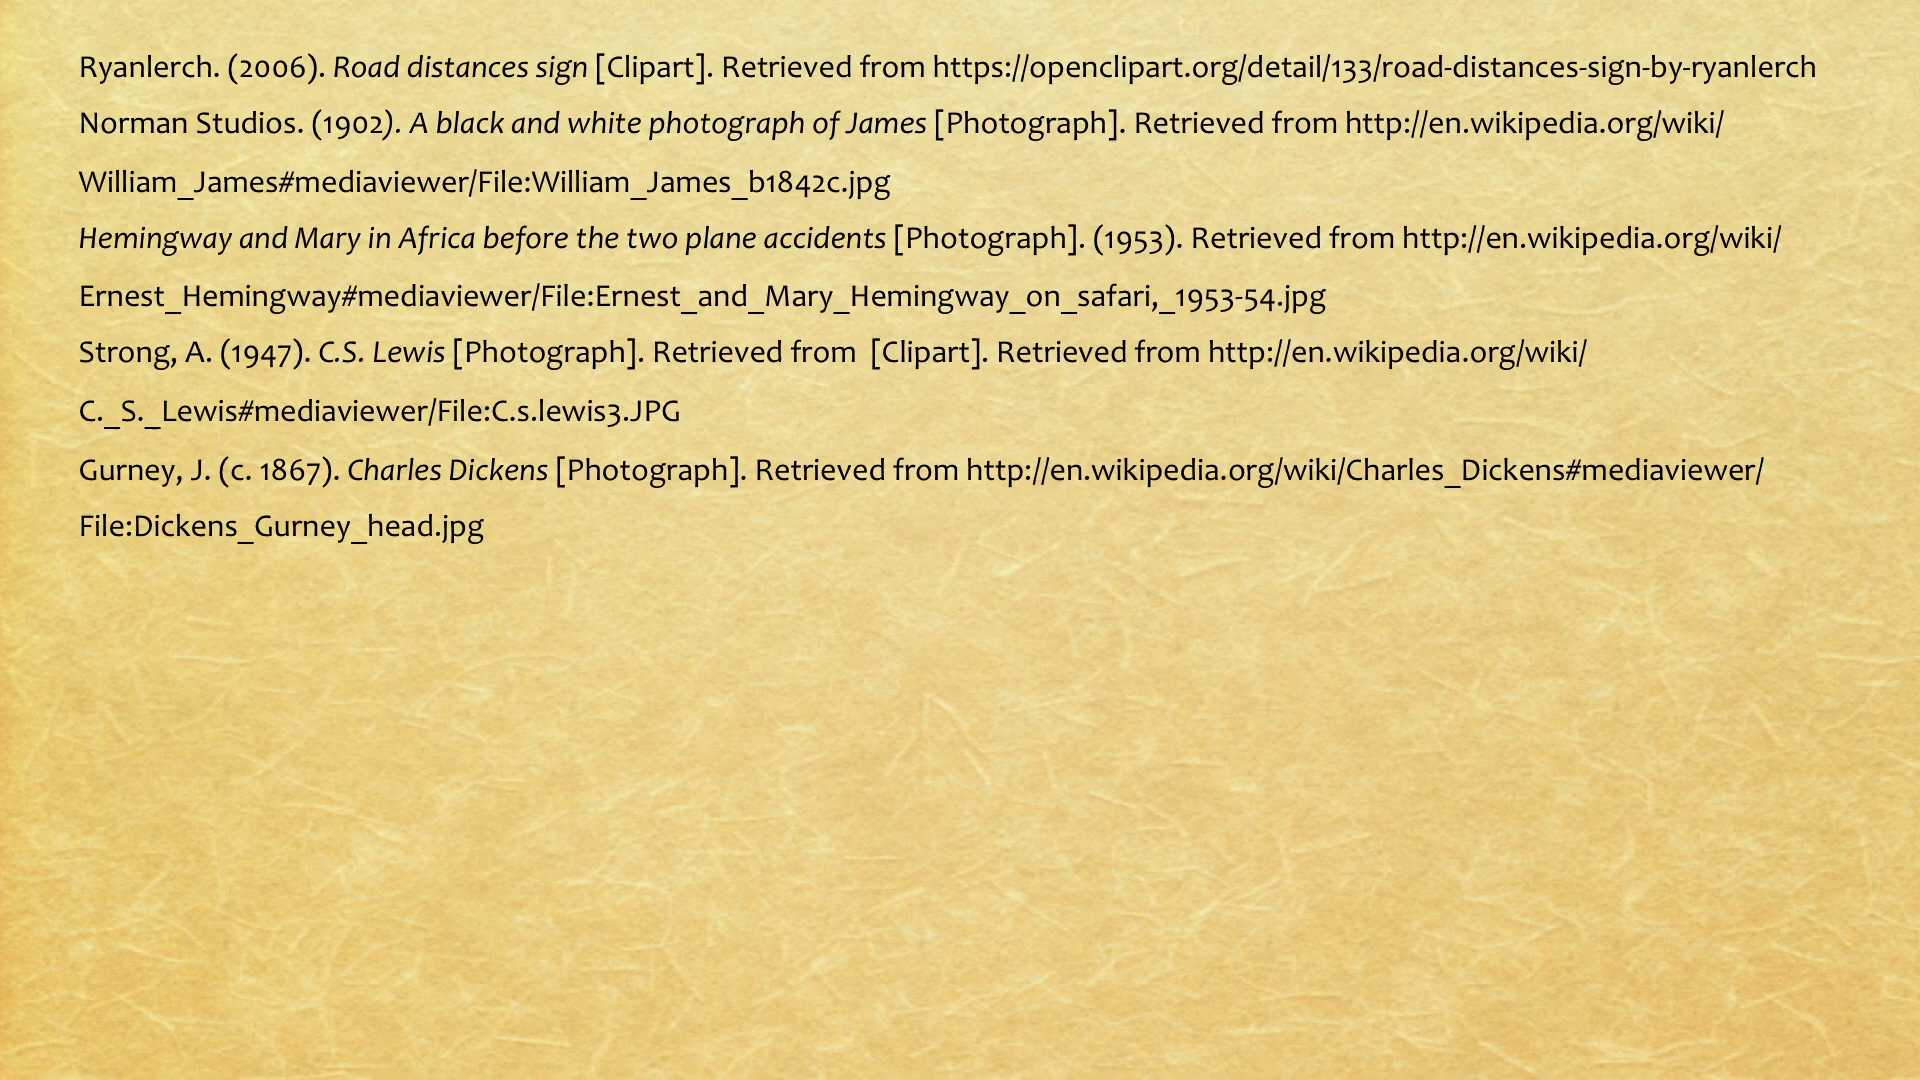 Ryanlerch. (2006). Road distances sign [Clipart]. Retrieved from https://openclipart.org/detail/133/road-distances-sign-by-ryanlerch
Norman Studios. (1902). A black and white photograph of James [Photograph]. Retrieved from http://en.wikipedia.org/wiki/
William_James#mediaviewer/File:William_James_b1842c.jpg
Hemingway and Mary in Africa before the two plane accidents [Photograph]. (1953). Retrieved from http://en.wikipedia.org/wiki/
Ernest_Hemingway#mediaviewer/File:Ernest_and_Mary_Hemingway_on_safari,_1953-54.jpg
Strong, A. (1947). C.S. Lewis [Photograph]. Retrieved from  [Clipart]. Retrieved from http://en.wikipedia.org/wiki/
C._S._Lewis#mediaviewer/File:C.s.lewis3.JPG
Gurney, J. (c. 1867). Charles Dickens [Photograph]. Retrieved from http://en.wikipedia.org/wiki/Charles_Dickens#mediaviewer/
File:Dickens_Gurney_head.jpg